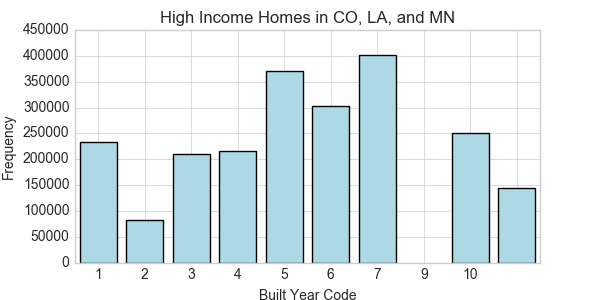 High Income Homes in CO, LA, and MN
450000
400000
350000
300000
250000
200000
150000
100000
50000
0
Frequency
1 2 3 4 5 6 7 9 10
Built Year Code